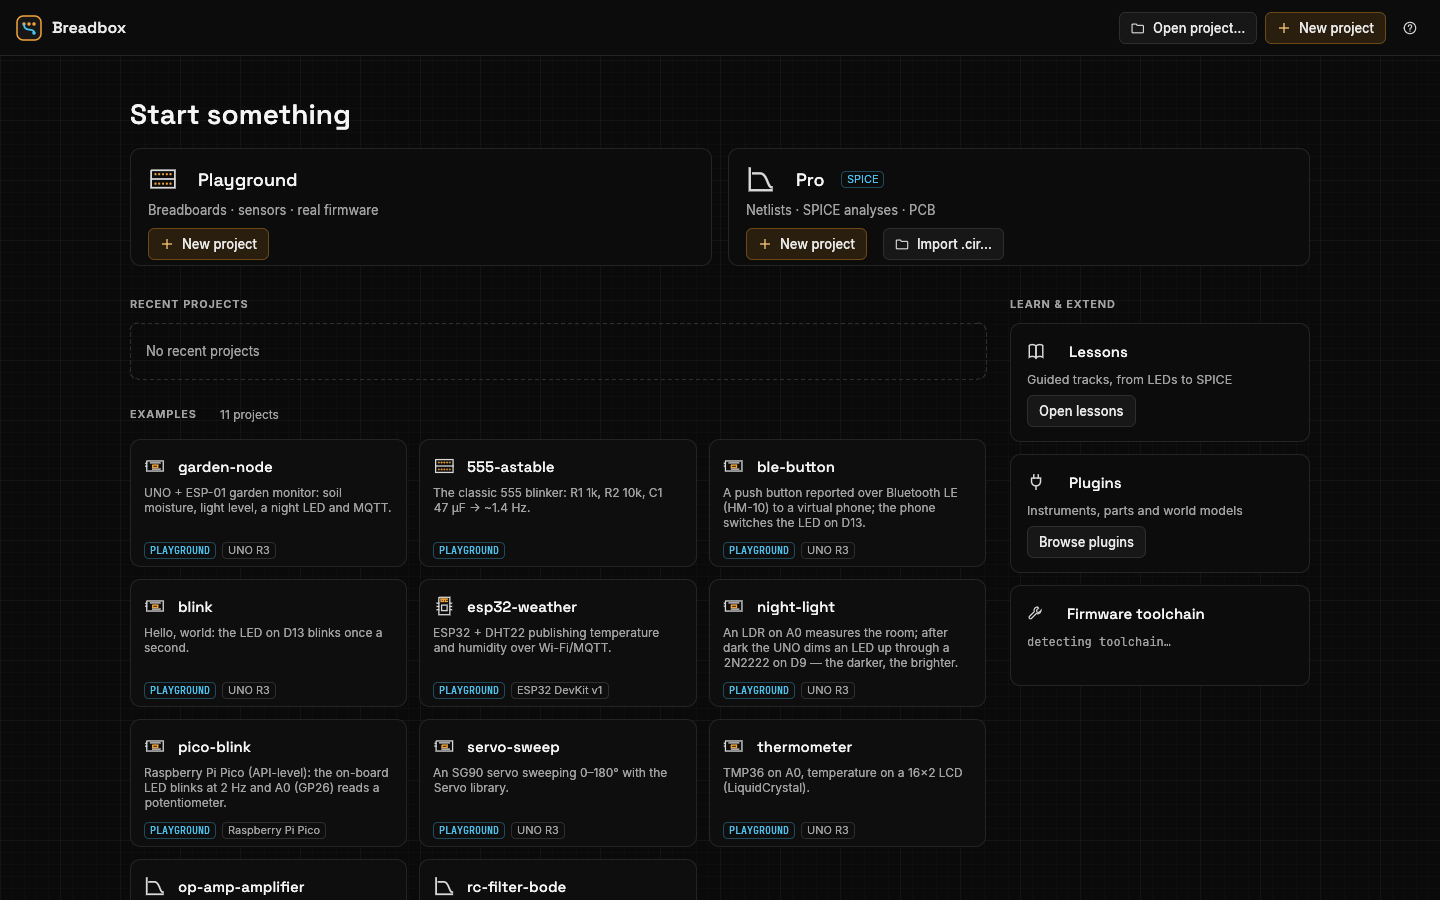 Breadbox
Open project...
New project
Start something
Playground
Breadboards · sensors · real firmware
New project
Pro
SPICE
Netlists · SPICE analyses · PCB
New project
Import .cir...
RECENT PROJECTS
No recent projects
EXAMPLES
11 projects
garden-node
UNO + ESP-01 garden monitor: soil
moisture, light level, a night LED and MQTT.
PLAYGROUND
UNO R3
555-astable
The classic 555 blinker: R1 1k, R2 10k, C1
47 µF → ~1.4 Hz.
PLAYGROUND
ble-button
A push button reported over Bluetooth LE
(HM-10) to a virtual phone; the phone
switches the LED on D13.
PLAYGROUND
UNO R3
blink
Hello, world: the LED on D13 blinks once a
second.
PLAYGROUND
UNO R3
esp32-weather
ESP32 + DHT22 publishing temperature
and humidity over Wi-Fi/MQTT.
PLAYGROUND
ESP32 DevKit v1
night-light
An LDR on A0 measures the room; after
dark the UNO dims an LED up through a
2N2222 on D9 — the darker, the brighter.
PLAYGROUND
UNO R3
pico-blink
Raspberry Pi Pico (API-level): the on-board
LED blinks at 2 Hz and A0 (GP26) reads a
potentiometer.
PLAYGROUND
Raspberry Pi Pico
servo-sweep
An SG90 servo sweeping 0–180° with the
Servo library.
PLAYGROUND
UNO R3
thermometer
TMP36 on A0, temperature on a 16×2 LCD
(LiquidCrystal).
PLAYGROUND
UNO R3
op-amp-amplifier
rc-filter-bode
LEARN & EXTEND
Lessons
Guided tracks, from LEDs to SPICE
Open lessons
Plugins
Instruments, parts and world models
Browse plugins
Firmware toolchain
detecting toolchain…